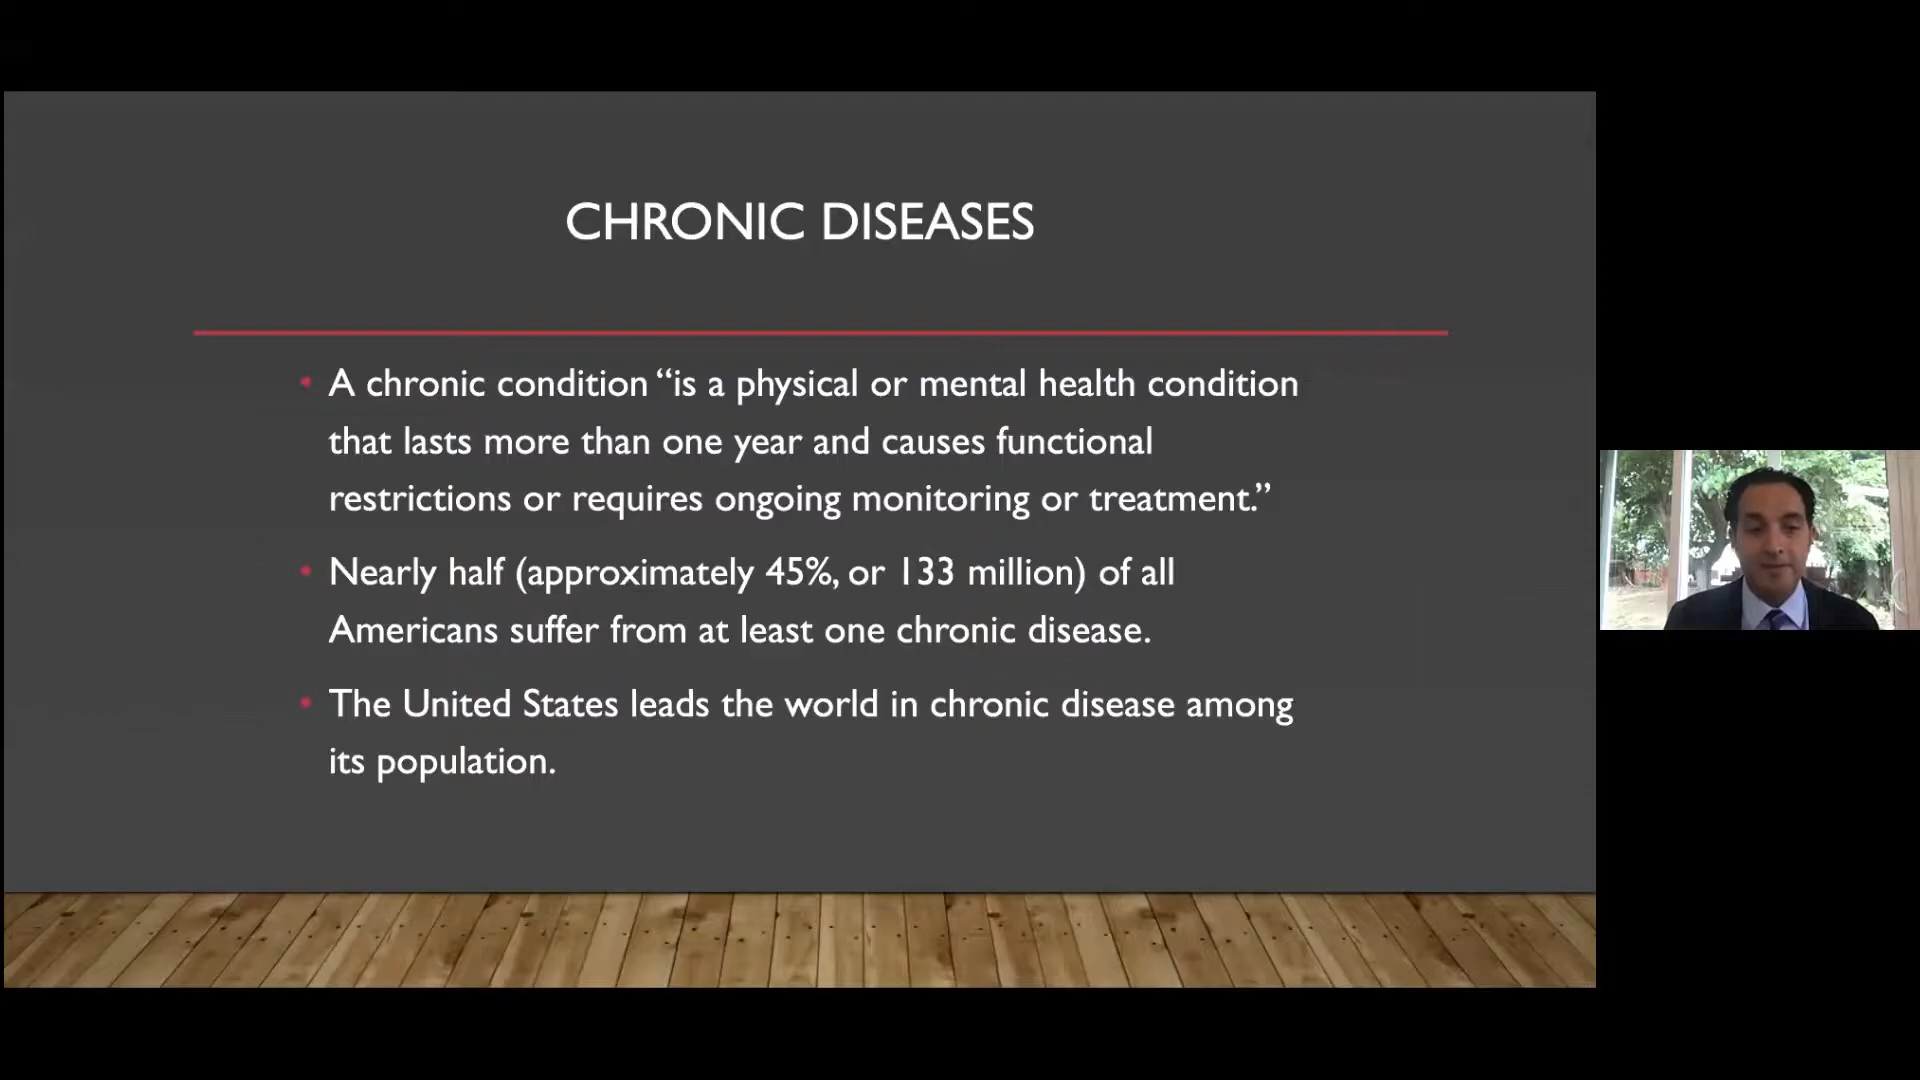 CHRONIC DISEASES
• A chronic condition “is a physical or mental health condition
that lasts more than one year and causes functional
restrictions or requires ongoing monitoring or treatment.”
• Nearly half (approximately 45%, or 133 million) of all
Americans suffer from at least one chronic disease.
• The United States leads the world in chronic disease among
its population.